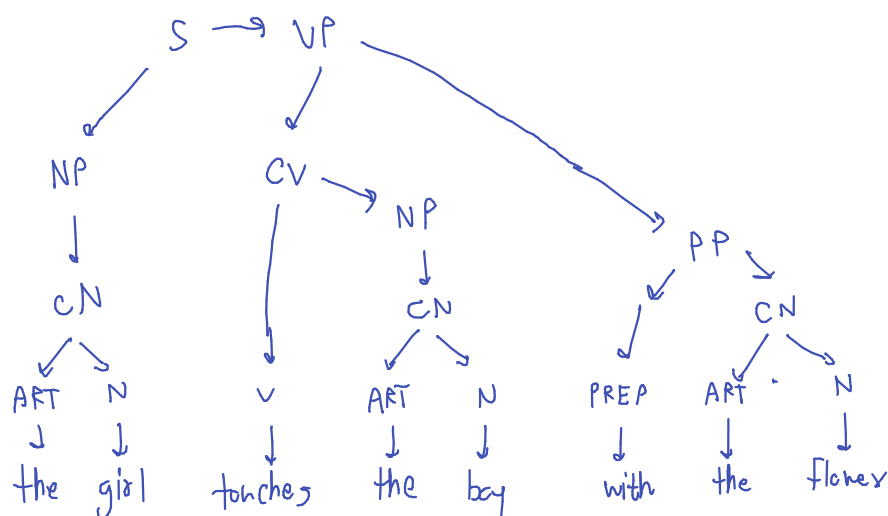 S VP
NP CV NP PP
CN CN CN
ART N V ART N PREP ART N
the girl touches the boy with the flower